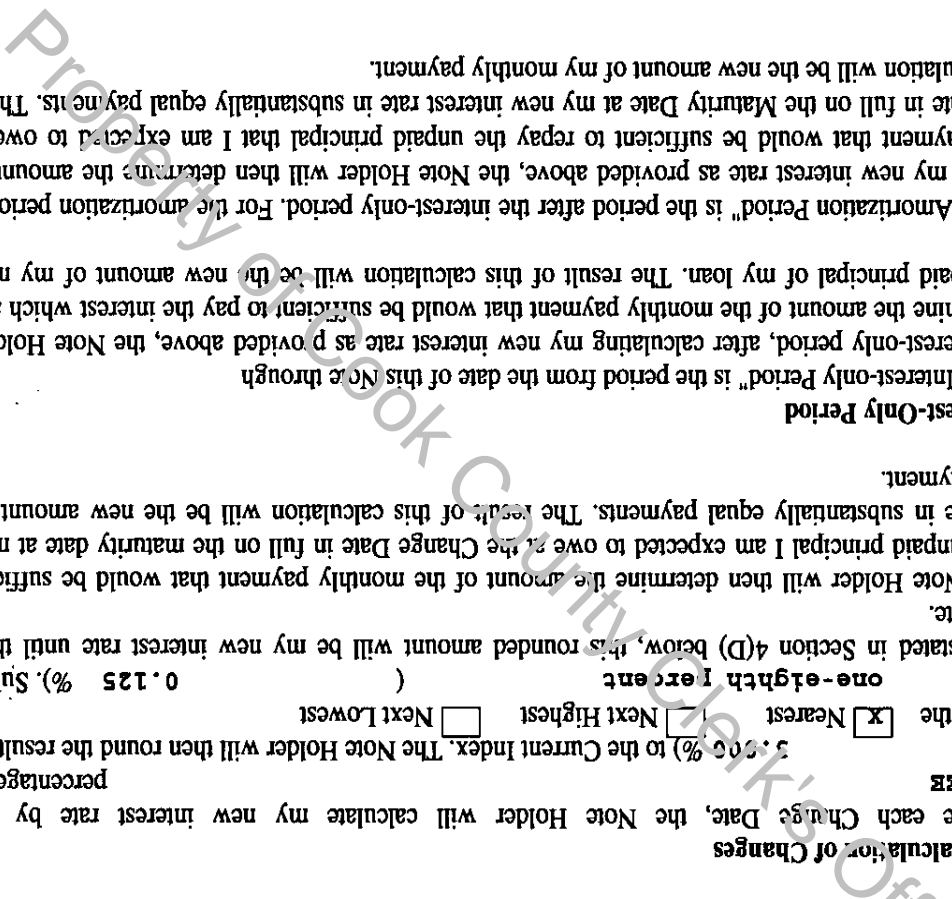 alculation of Changes
e each Change Date, the Note Holder will calculate my new interest rate by
EE percentage
%) to the Current Index. The Note Holder will then round the result
the X Nearest Next Highest Next Lowest
one-eighth percent ( 0.125 %). Su
stated in Section 4(D) below, this rounded amount will be my new interest rate until th
te.
Note Holder will then determine the amount of the monthly payment that would be suffic
unpaid principal I am expected to owe at the Change Date in full on the maturity date at m
e in substantially equal payments. The result of this calculation will be the new amount
yment.
est-Only Period
Interest-only Period" is the period from the date of this Note through
erest-only period, after calculating my new interest rate as provided above, the Note Hold
mine the amount of the monthly payment that would be sufficient to pay the interest which a
aid principal of my loan. The result of this calculation will be the new amount of my m
Amortization Period" is the period after the interest-only period. For the amortization perio
my new interest rate as provided above, the Note Holder will then determine the amoun
ayment that would be sufficient to repay the unpaid principal that I am expected to owe
te in full on the Maturity Date at my new interest rate in substantially equal payments. Th
ulation will be the new amount of my monthly payment.
Property of Cook County Clerk's Off